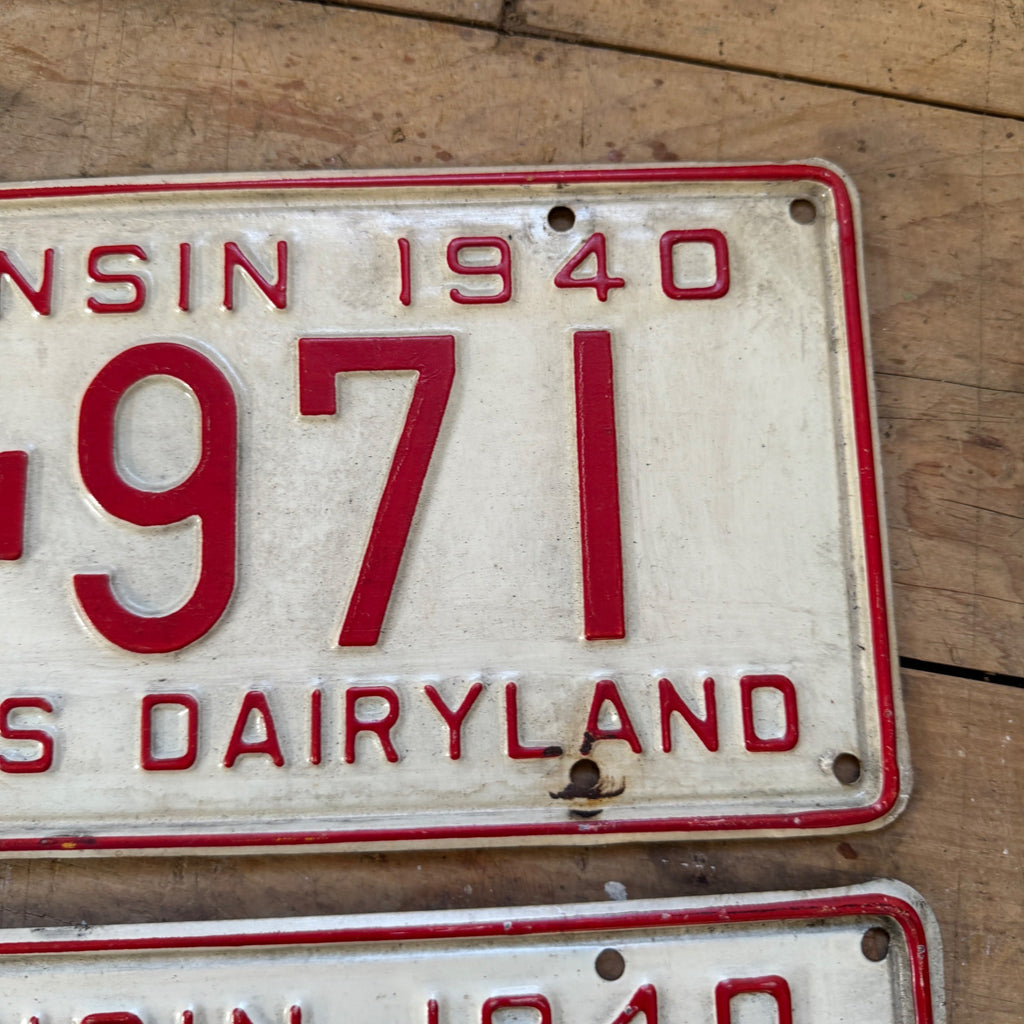 NSIN 1940
-971
S DAIRYLAND